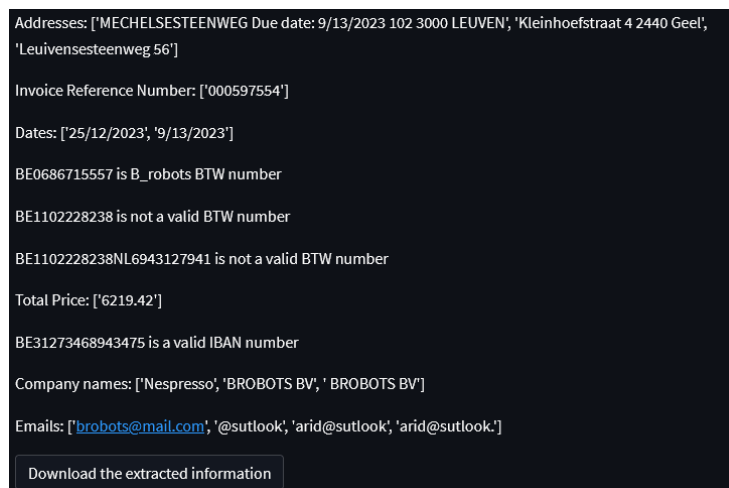 Addresses: ['MECHELSESTEENWEG Due date: 9/13/2023 102 3000 LEUVEN', 'Kleinhoefstraat 4 2440 Geel',
'Leuivensesteenweg 56']
Invoice Reference Number: ['000597554']
Dates: ['25/12/2023', '9/13/2023']
BE0686715557 is B_robots BTW number
BE1102228238 is not a valid BTW number
BE1102228238NL6943127941 is not a valid BTW number
Total Price: ['6219.42']
BE31273468943475 is a valid IBAN number
Company names: ['Nespresso', 'BROBOTS BV', ' BROBOTS BV']
Emails: ['brobots@mail.com', '@sutlook', 'arid@sutlook', 'arid@sutlook.']
Download the extracted information